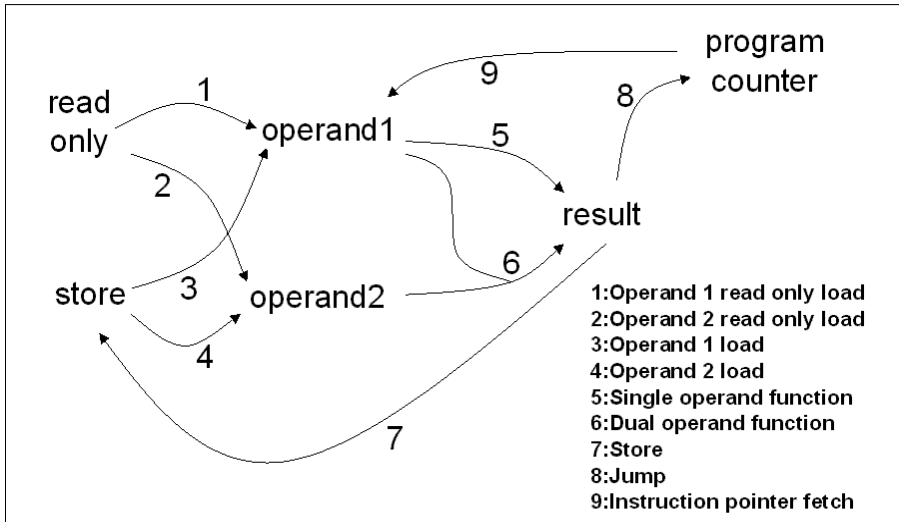 program
counter
9
8
1
read
only
operand1
5
2
result
6
3
store
operand2
4
7
1:Operand 1 read only load
2:Operand 2 read only load
3:Operand 1 load
4:Operand 2 load
5:Single operand function
6:Dual operand function
7:Store
8:Jump
9:Instruction pointer fetch